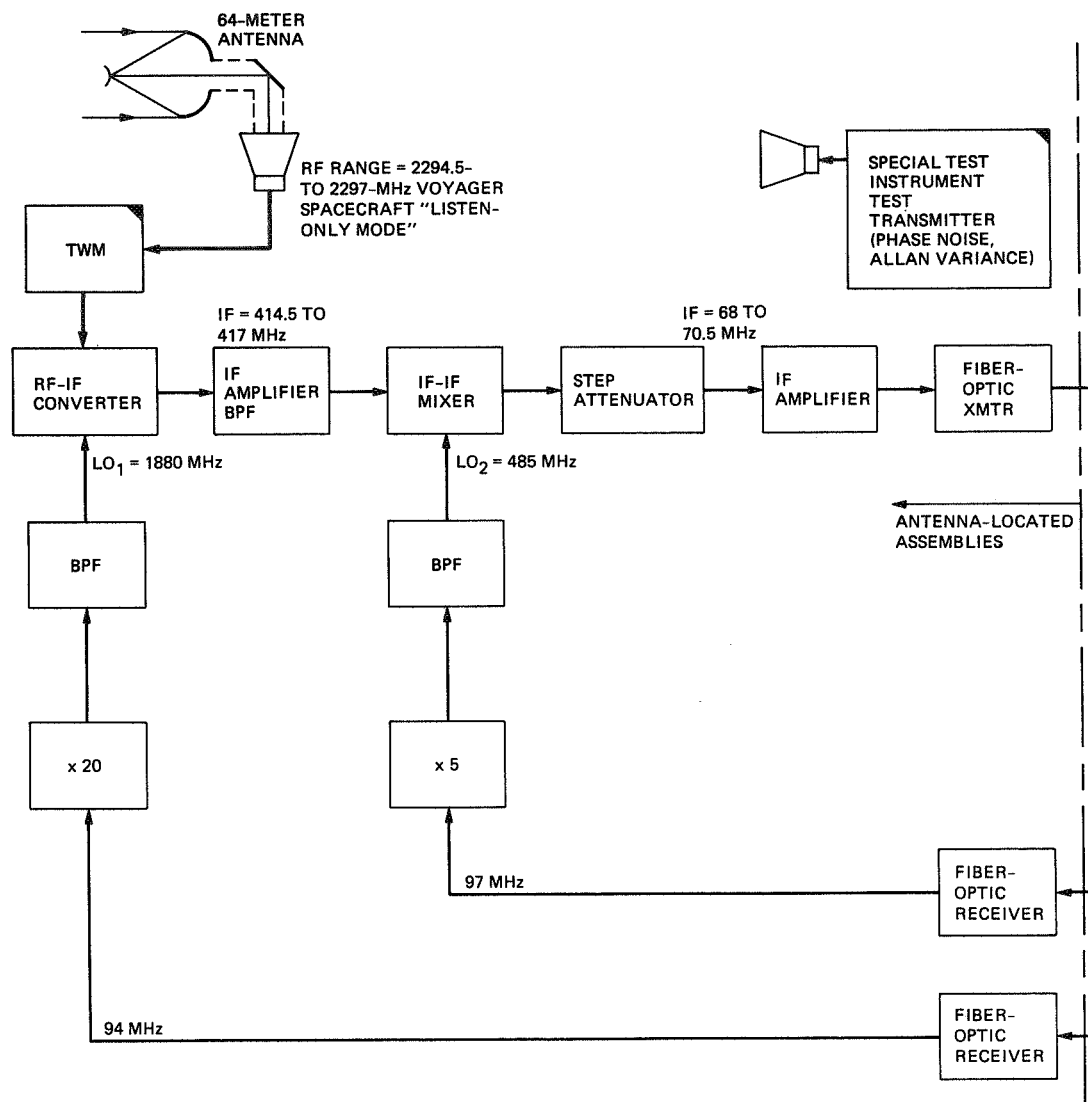 64-METER
ANTENNA
RF RANGE = 2294.5-
TO 2297-MHz VOYAGER
SPACECRAFT "LISTEN-
ONLY MODE"
SPECIAL TEST
INSTRUMENT
TEST
TRANSMITTER
(PHASE NOISE,
ALLAN VARIANCE)
TWM
IF = 414.5 TO
417 MHz
IF = 68 TO
70.5 MHz
RF-IF
CONVERTER
IF
AMPLIFIER
BPF
IF-IF
MIXER
STEP
ATTENUATOR
IF
AMPLIFIER
FIBER-
OPTIC
XMTR
LO1 = 1880 MHz
LO2 = 485 MHz
ANTENNA-LOCATED
ASSEMBLIES
BPF
BPF
x 20
x 5
97 MHz
FIBER-
OPTIC
RECEIVER
94 MHz
FIBER-
OPTIC
RECEIVER